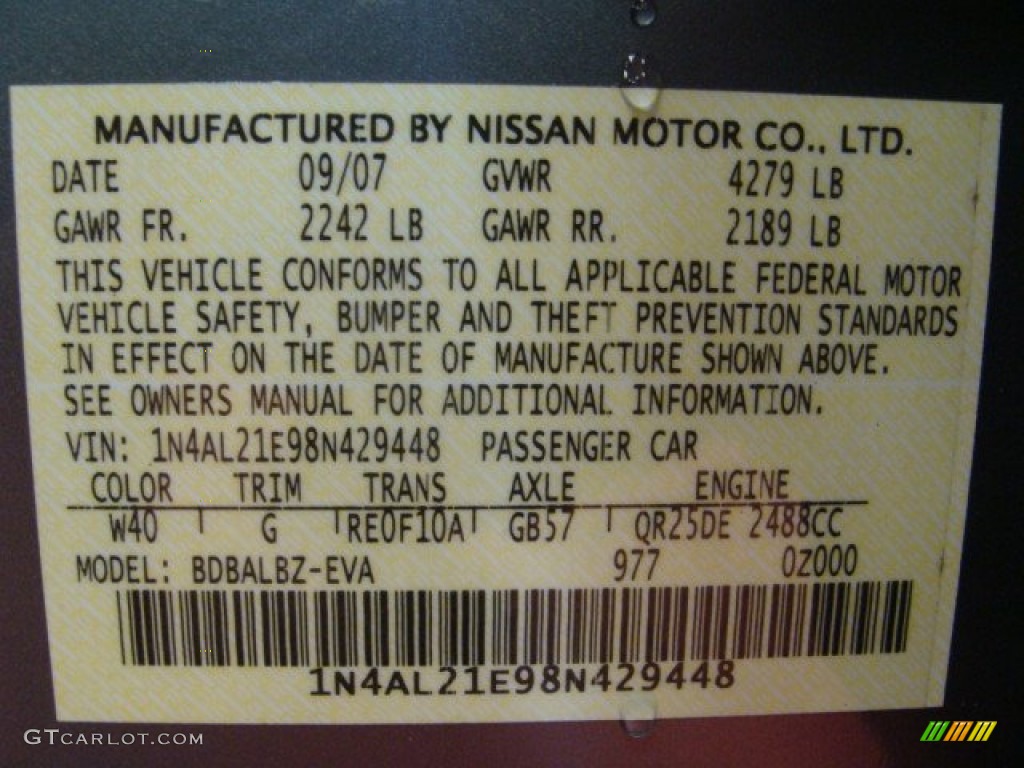 MANUFACTURED BY NISSAN MOTOR CO., LTD.
DATE 09/07 GVWR 4279 LB
GAWR FR. 2242 LB GAWR RR. 2189 LB
THIS VEHICLE CONFORMS TO ALL APPLICABLE FEDERAL MOTOR
VEHICLE SAFETY, BUMPER AND THEFT PREVENTION STANDARDS
IN EFFECT ON THE DATE OF MANUFACTURE SHOWN ABOVE.
SEE OWNERS MANUAL FOR ADDITIONAL INFORMATION.
VIN: 1N4AL21E98N429448 PASSENGER CAR
COLOR TRIM TRANS AXLE ENGINE
W40 G RE0F10A GB57 QR25DE 2488CC
MODEL: BDBALBZ-EVA 977 0Z000
1N4AL21E98N429448
GTCARLOT.COM